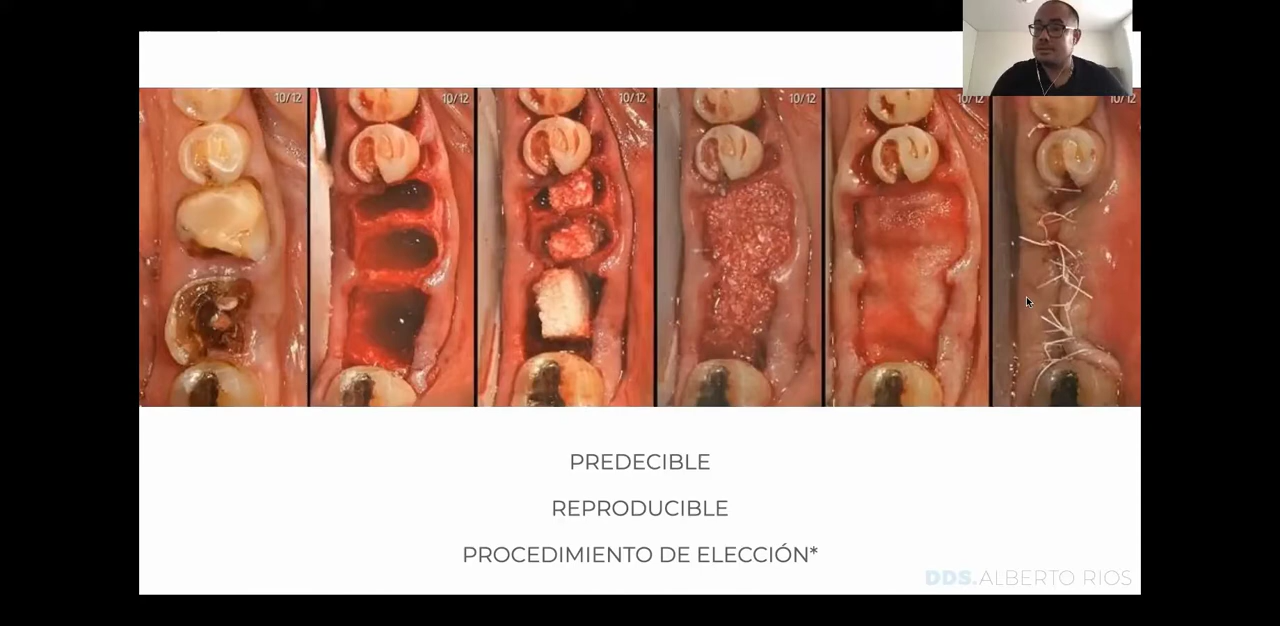 10/12 10/12 10/12 10/12 10/12 10/12
PREDECIBLE
REPRODUCIBLE
PROCEDIMIENTO DE ELECCIÓN*
DDS.ALBERTO RIOS